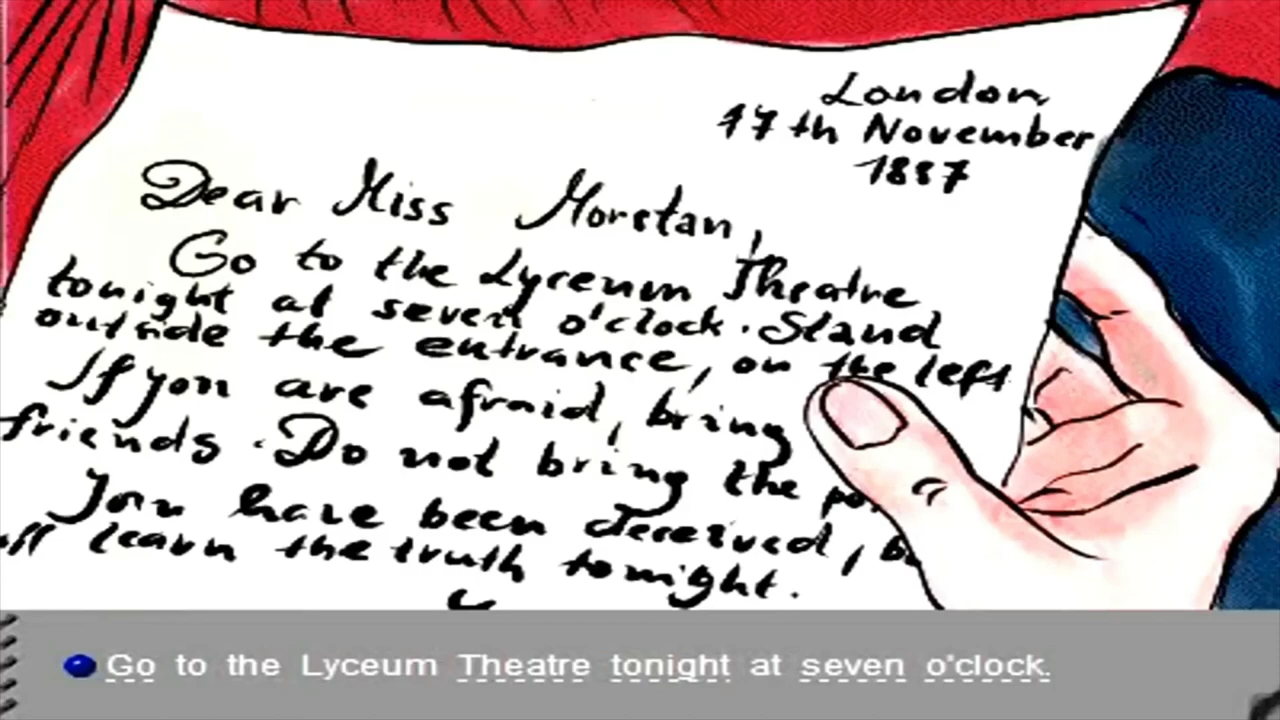 London
17th November
1887
Dear Miss Morstan,
Go to the Lyceum Theatre
tonight at seven o'clock. Stand
outside the entrance, on the left
If you are afraid, bring
friends. Do not bring the
You have been deceived,
learn the truth tonight.
Go to the Lyceum Theatre tonight at seven o'clock.